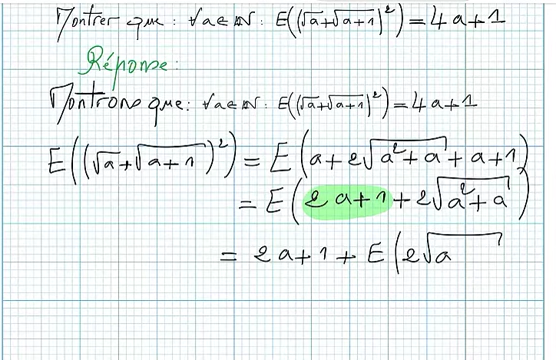 Montrer que : ∀a∈ℕ : E((√a+√a+1)²)=4a+1
Réponse :
Montrons que : ∀a∈ℕ : E((√a+√a+1)²)=4a+1
E((√a+√a+1)²) = E(a+2√a²+a+a+1)
= E(2a+1+2√a²+a)
= 2a+1+E(2√a